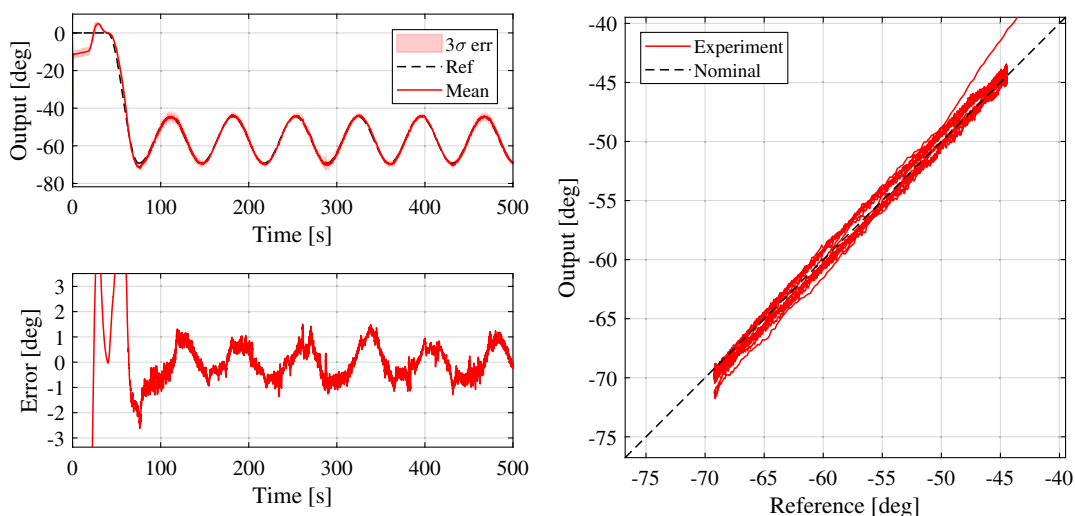 0
-20
-40
-60
-80
Output [deg]
3σ err
Ref
Mean
0 100 200 300 400 500
Time [s]
3
2
1
0
-1
-2
-3
Error [deg]
0 100 200 300 400 500
Time [s]
-40
-45
-50
-55
-60
-65
-70
-75
Output [deg]
Experiment
Nominal
-75 -70 -65 -60 -55 -50 -45 -40
Reference [deg]